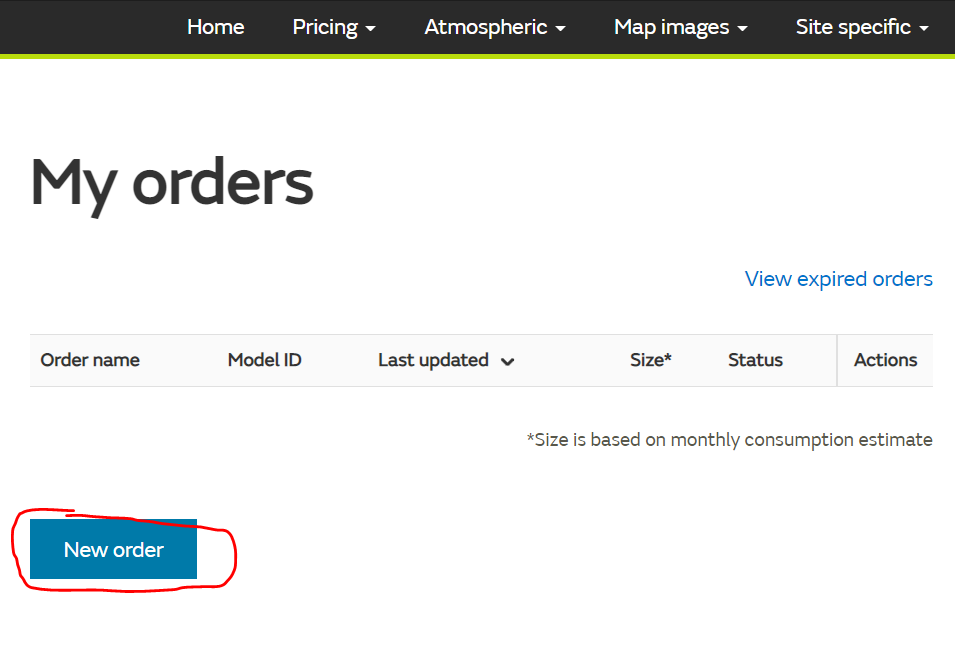 Home Pricing Atmospheric Map images Site specific
My orders
View expired orders
Order name Model ID Last updated Size* Status Actions
*Size is based on monthly consumption estimate
New order